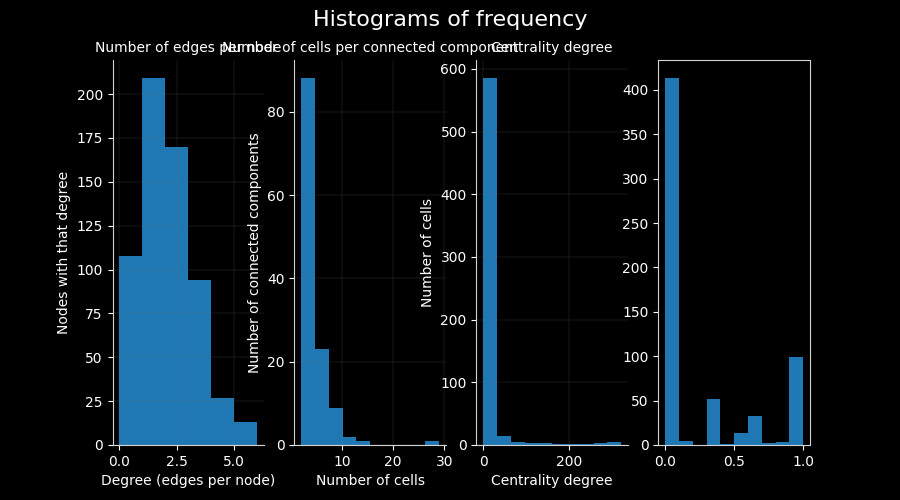 Histograms of frequency
Number of edges per node
Number of cells per connected component
Centrality degree
Nodes with that degree
200
175
150
125
100
75
50
25
0
0.0 2.5 5.0
Degree (edges per node)
Number of connected components
80
60
40
20
0
10 20 30
Number of cells
Number of cells
600
500
400
300
200
100
0
0 200
Centrality degree
400
350
300
250
200
150
100
50
0
0.0 0.5 1.0